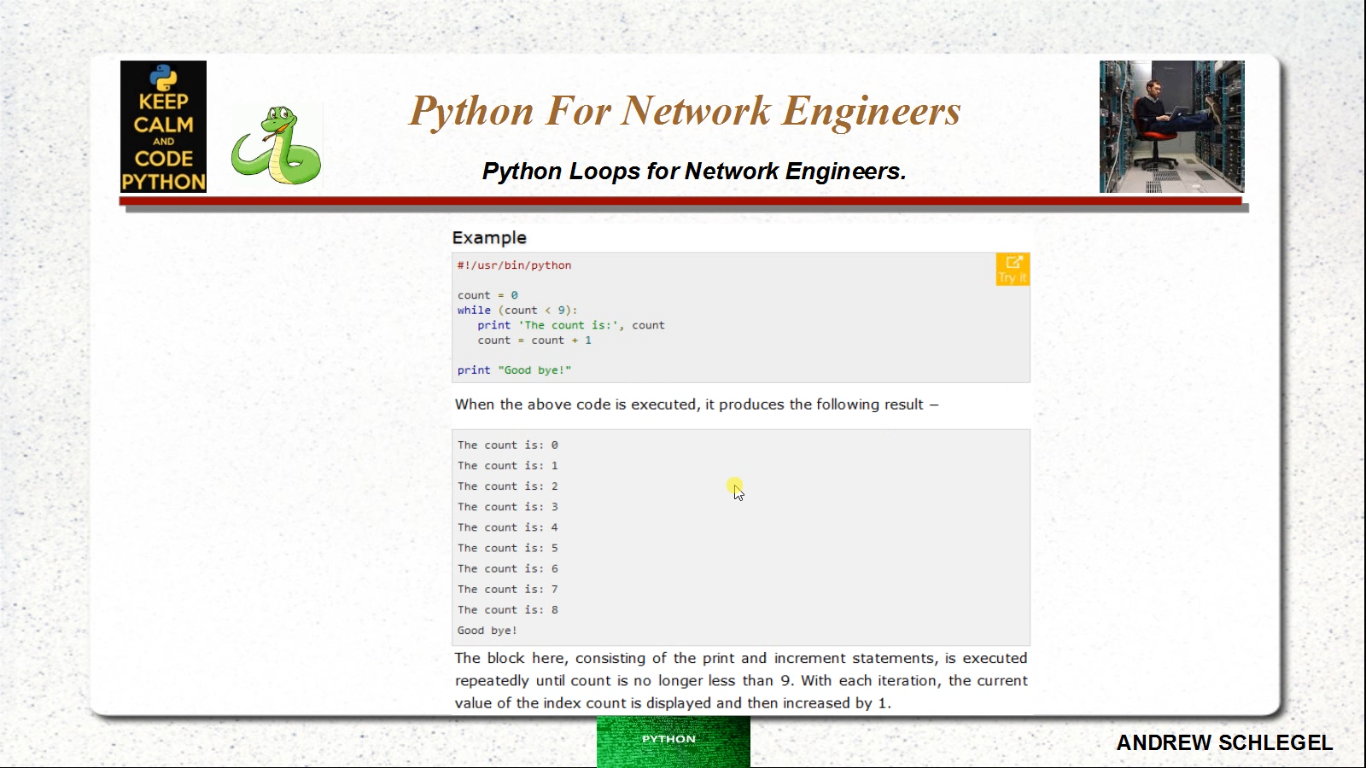 KEEP
CALM
AND
CODE
PYTHON
Python For Network Engineers
Python Loops for Network Engineers.
Example
#!/usr/bin/python
Try it
count = 0
while (count < 9):
   print 'The count is:', count
   count = count + 1
print "Good bye!"
When the above code is executed, it produces the following result −
The count is: 0
The count is: 1
The count is: 2
The count is: 3
The count is: 4
The count is: 5
The count is: 6
The count is: 7
The count is: 8
Good bye!
The block here, consisting of the print and increment statements, is executed
repeatedly until count is no longer less than 9. With each iteration, the current
value of the index count is displayed and then increased by 1.
PYTHON
ANDREW SCHLEGEL